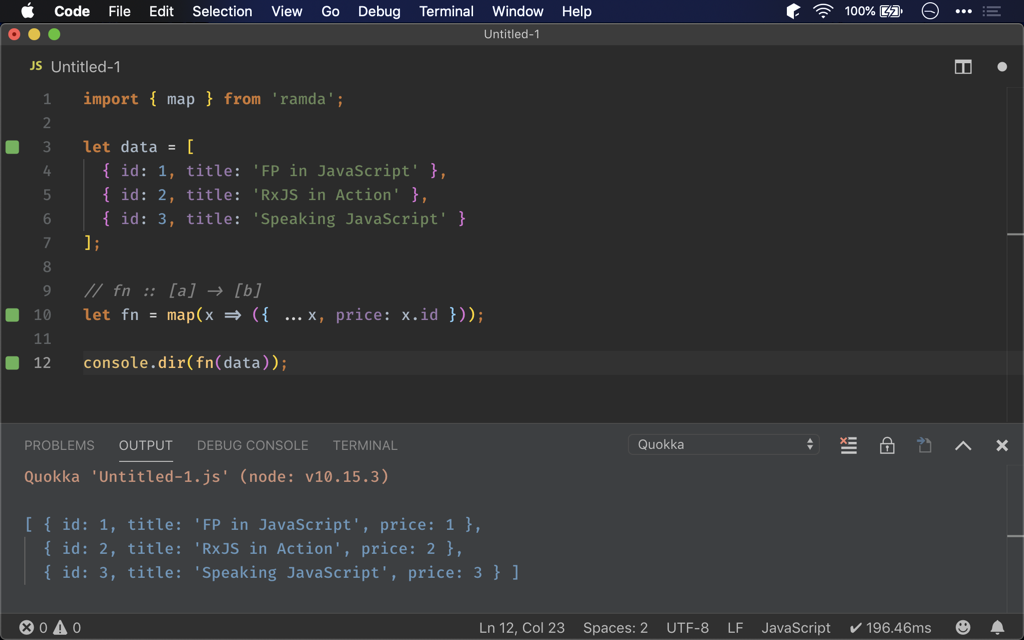 Code File Edit Selection View Go Debug Terminal Window Help 100%
Untitled-1
JS Untitled-1
1 import { map } from 'ramda';
2
3 let data = [
4 { id: 1, title: 'FP in JavaScript' },
5 { id: 2, title: 'RxJS in Action' },
6 { id: 3, title: 'Speaking JavaScript' }
7 ];
8
9 // fn :: [a] → [b]
10 let fn = map(x ⇒ ({ ...x, price: x.id }));
11
12 console.dir(fn(data));
PROBLEMS OUTPUT DEBUG CONSOLE TERMINAL Quokka
Quokka 'Untitled-1.js' (node: v10.15.3)
[ { id: 1, title: 'FP in JavaScript', price: 1 },
{ id: 2, title: 'RxJS in Action', price: 2 },
{ id: 3, title: 'Speaking JavaScript', price: 3 } ]
0 0 Ln 12, Col 23 Spaces: 2 UTF-8 LF JavaScript ✔ 196.46ms